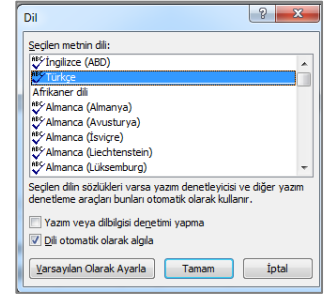 Dil
Seçilen metnin dili:
İngilizce (ABD)
Türkçe
Afrikaner dili
Almanca (Almanya)
Almanca (Avusturya)
Almanca (İsviçre)
Almanca (Liechtenstein)
Almanca (Lüksemburg)
Seçilen dilin sözlükleri varsa yazım denetleyicisi ve diğer yazım
denetleme araçları bunları otomatik olarak kullanır.
Yazım veya dilbilgisi denetimi yapma
Dili otomatik olarak algıla
Varsayılan Olarak Ayarla Tamam İptal